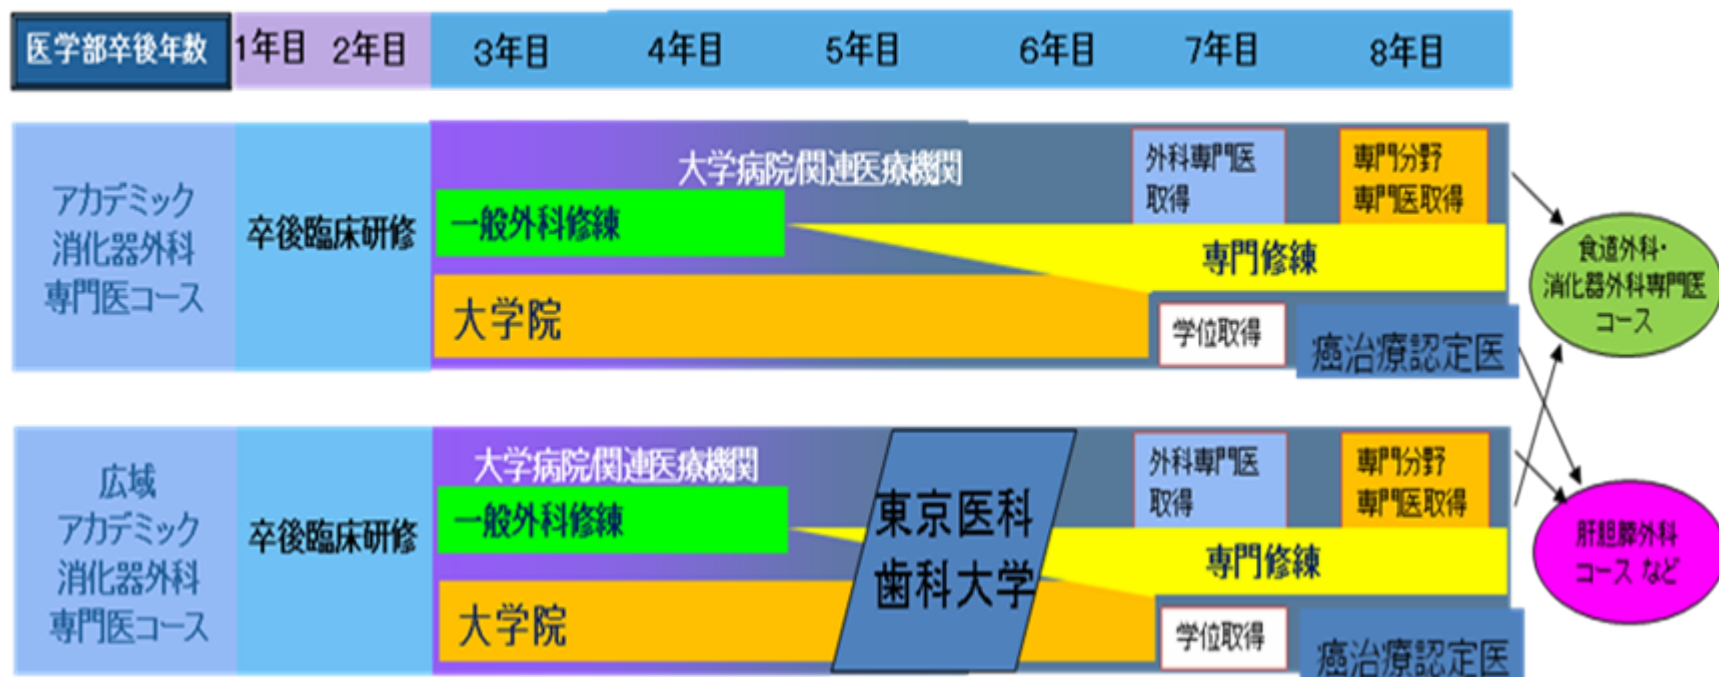 医学部卒後年数
1年目 2年目 3年目 4年目 5年目 6年目 7年目 8年目
アカデミック
消化器外科
専門医コース
卒後臨床研修
大学病院/関連医療機関
一般外科修練
大学院
外科専門医
取得
専門分野
専門医取得
専門修練
学位取得
癌治療認定医
食道外科・
消化器外科専門医
コース
広域
アカデミック
消化器外科
専門医コース
卒後臨床研修
大学病院/関連医療機関
一般外科修練
大学院
東京医科
歯科大学
外科専門医
取得
専門分野
専門医取得
専門修練
学位取得
癌治療認定医
肝胆膵外科
コース など